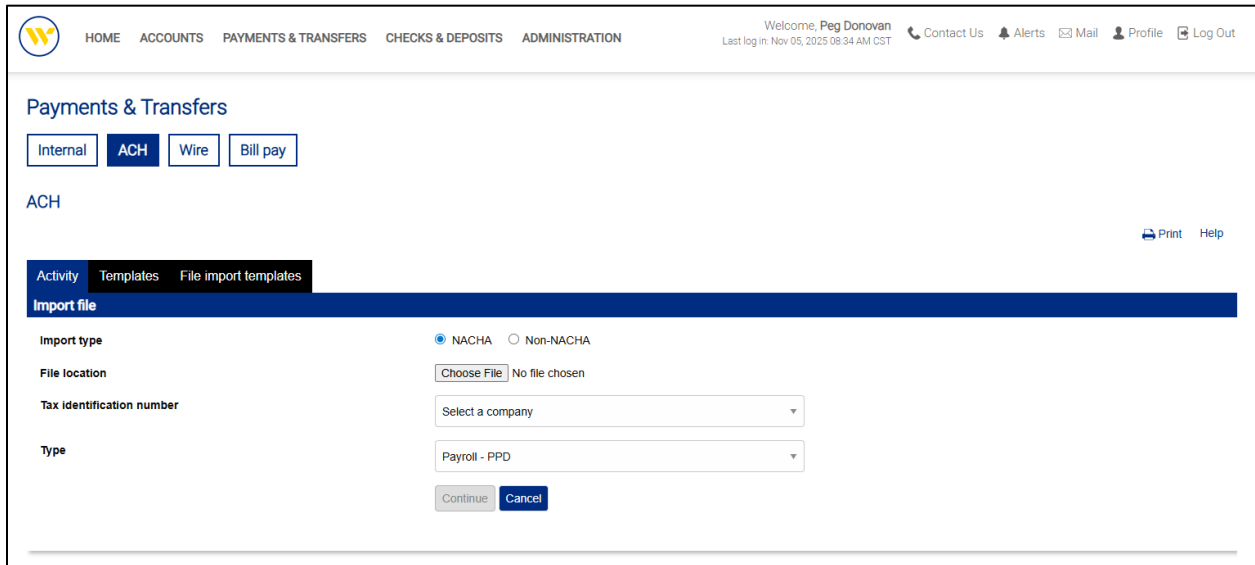 W
HOME ACCOUNTS PAYMENTS & TRANSFERS CHECKS & DEPOSITS ADMINISTRATION
Welcome, Peg Donovan
Last log in: Nov 05, 2025 08:34 AM CST
Contact Us Alerts Mail Profile Log Out
Payments & Transfers
Internal ACH Wire Bill pay
ACH
Print Help
Activity Templates File import templates
Import file
Import type NACHA Non-NACHA
File location Choose File No file chosen
Tax identification number Select a company
Type Payroll - PPD
Continue Cancel